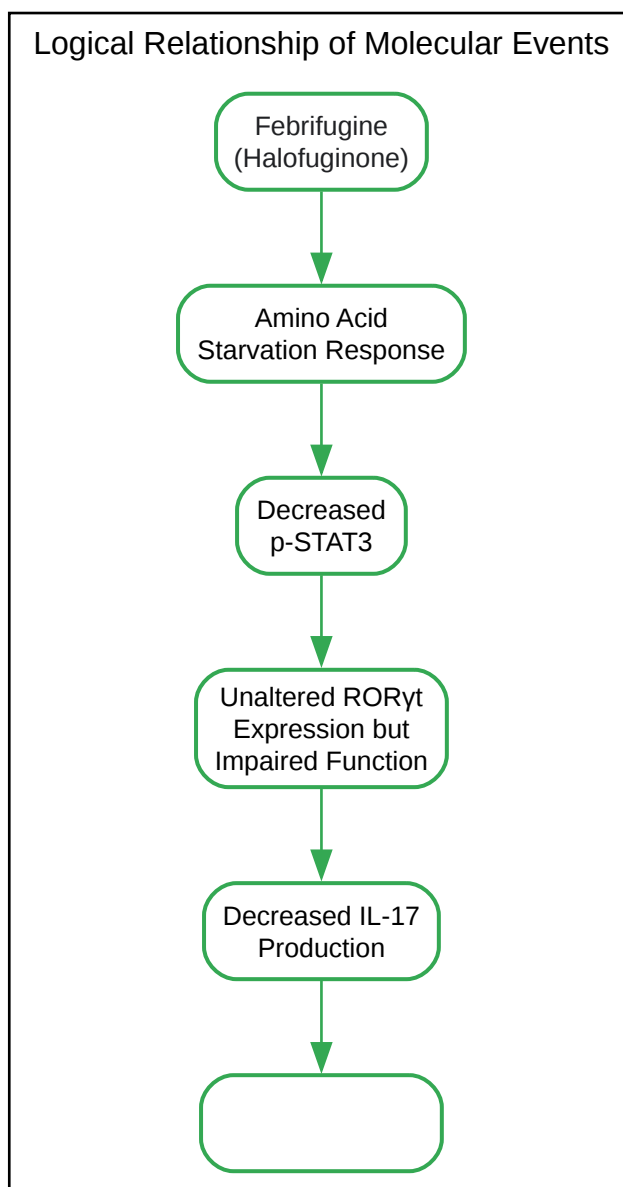 Logical Relationship of Molecular Events
Febrifugine
(Halofuginone)
Amino Acid
Starvation Response
Decreased
p-STAT3
Unaltered RORγt
Expression but
Impaired Function
Decreased IL-17
Production